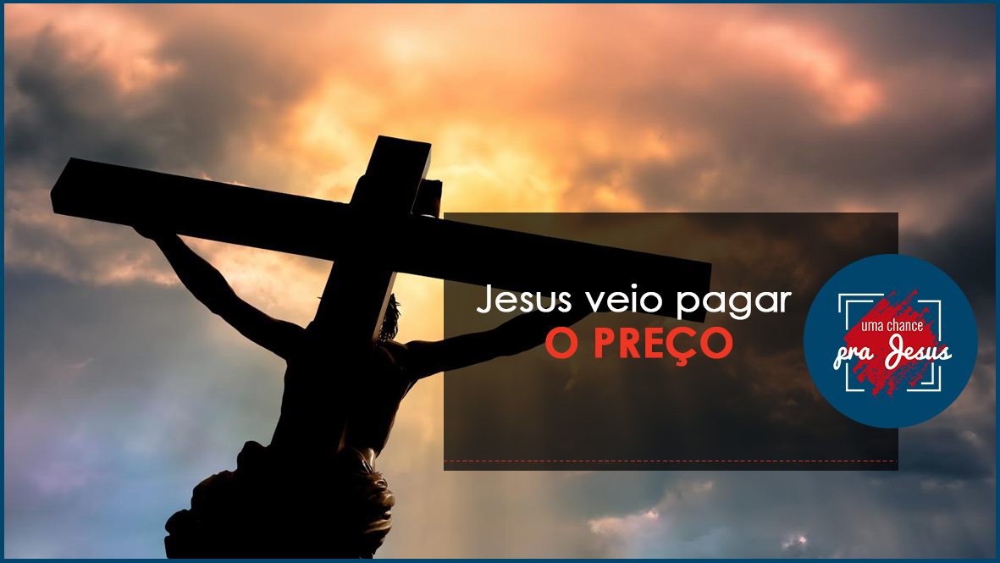 Jesus veio pagar
O PREÇO
uma chance
pra Jesus